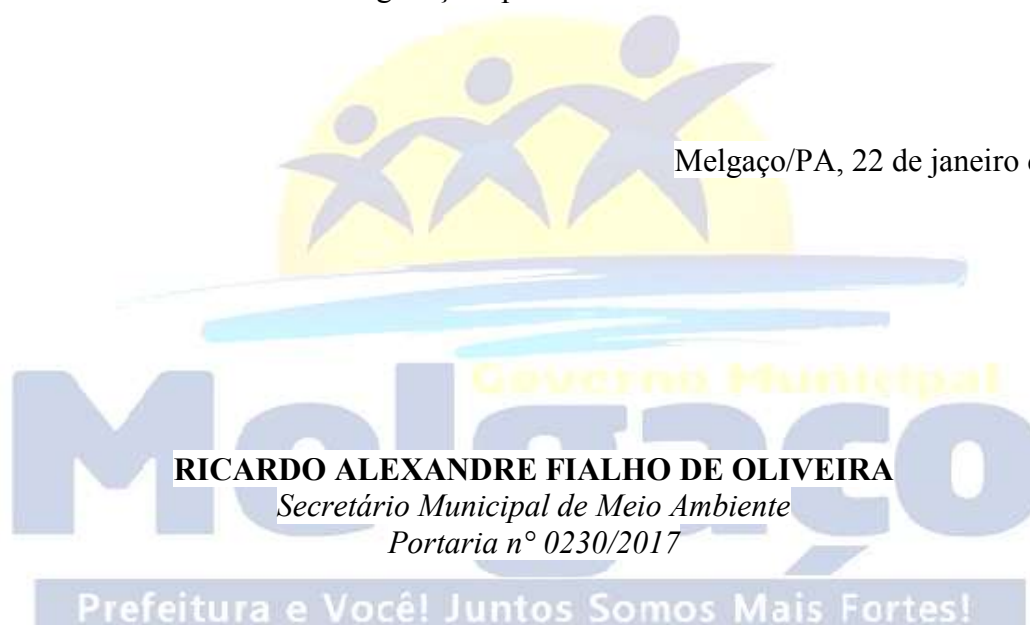 Melgaço/PA, 22 de janeiro
Governo Municipal
Melgaço
RICARDO ALEXANDRE FIALHO DE OLIVEIRA
Secretário Municipal de Meio Ambiente
Portaria n° 0230/2017
Prefeitura e Você! Juntos Somos Mais Fortes!